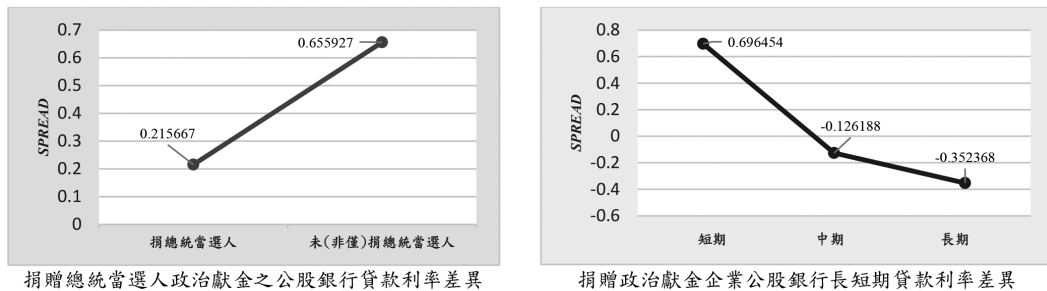 0.7
0.6
0.5
0.4
0.3
0.2
0.1
0
SPREAD
0.655927
0.215667
捐總統當選人
未(非僅)捐總統當選人
捐贈總統當選人政治獻金之公股銀行貸款利率差異
0.8
0.6
0.4
0.2
0
-0.2
-0.4
-0.6
SPREAD
0.696454
-0.126188
-0.352368
短期
中期
長期
捐贈政治獻金企業公股銀行長短期貸款利率差異